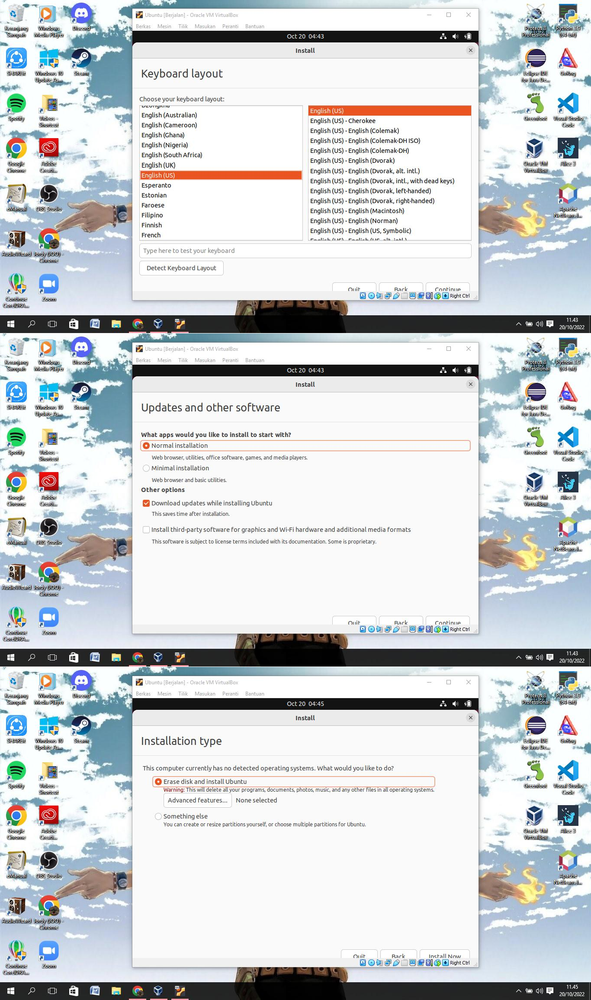 Keranjang Sampah
Windows Media Player
Discord
SHAREit
Windows 10 Update As...
Steam
Spotify
Videos - Shortcut
Google Chrome
Adobe Creati...
eManual
OBS Studio
AudioWizard
Jordy (JOO) - Chrome
Continue CorelDRA...
Zoom
Ubuntu [Berjalan] - Oracle VM VirtualBox
Berkas Mesin Tilik Masukan Peranti Bantuan
Oct 20 04:43
Install
Keyboard layout
Choose your keyboard layout:
Dzongkha
English (Australian)
English (Cameroon)
English (Ghana)
English (Nigeria)
English (South Africa)
English (UK)
English (US)
Esperanto
Estonian
Faroese
Filipino
Finnish
French
English (US)
English (US) - Cherokee
English (US) - English (Colemak)
English (US) - English (Colemak-DH ISO)
English (US) - English (Colemak-DH)
English (US) - English (Dvorak)
English (US) - English (Dvorak, alt. intl.)
English (US) - English (Dvorak, intl., with dead keys)
English (US) - English (Dvorak, left-handed)
English (US) - English (Dvorak, right-handed)
English (US) - English (Macintosh)
English (US) - English (Norman)
English (US) - English (US, Symbolic)
English (US) - English (US, alt. intl.)
Type here to test your keyboard
Detect Keyboard Layout
Quit Back Continue
Right Ctrl
Proteus 8 Professional
Python 3.9 (64-bit)
Eclipse IDE for Java De...
GvRng
Greenfoot
Visual Studio Code
Oracle VM VirtualBox
Alice 3
Apache NetBeans I...
11.43
20/10/2022
Keranjang Sampah
Windows Media Player
Discord
SHAREit
Windows 10 Update As...
Steam
Spotify
Videos - Shortcut
Google Chrome
Adobe Creati...
eManual
OBS Studio
AudioWizard
Jordy (JOO) - Chrome
Continue CorelDRA...
Zoom
Ubuntu [Berjalan] - Oracle VM VirtualBox
Berkas Mesin Tilik Masukan Peranti Bantuan
Oct 20 04:43
Install
Updates and other software
What apps would you like to install to start with?
Normal installation
Web browser, utilities, office software, games, and media players.
Minimal installation
Web browser and basic utilities.
Other options
Download updates while installing Ubuntu
This saves time after installation.
Install third-party software for graphics and Wi-Fi hardware and additional media formats
This software is subject to license terms included with its documentation. Some is proprietary.
Quit Back Continue
Right Ctrl
Proteus 8 Professional
Python 3.9 (64-bit)
Eclipse IDE for Java De...
GvRng
Greenfoot
Visual Studio Code
Oracle VM VirtualBox
Alice 3
Apache NetBeans I...
11.43
20/10/2022
Keranjang Sampah
Windows Media Player
Discord
SHAREit
Windows 10 Update As...
Steam
Spotify
Videos - Shortcut
Google Chrome
Adobe Creati...
eManual
OBS Studio
AudioWizard
Jordy (JOO) - Chrome
Continue CorelDRA...
Zoom
Ubuntu [Berjalan] - Oracle VM VirtualBox
Berkas Mesin Tilik Masukan Peranti Bantuan
Oct 20 04:45
Install
Installation type
This computer currently has no detected operating systems. What would you like to do?
Erase disk and install Ubuntu
Warning: This will delete all your programs, documents, photos, music, and any other files in all operating systems.
Advanced features... None selected
Something else
You can create or resize partitions yourself, or choose multiple partitions for Ubuntu.
Quit Back Install Now
Right Ctrl
Proteus 8 Professional
Python 3.9 (64-bit)
Eclipse IDE for Java De...
GvRng
Greenfoot
Visual Studio Code
Oracle VM VirtualBox
Alice 3
Apache NetBeans I...
11.45
20/10/2022